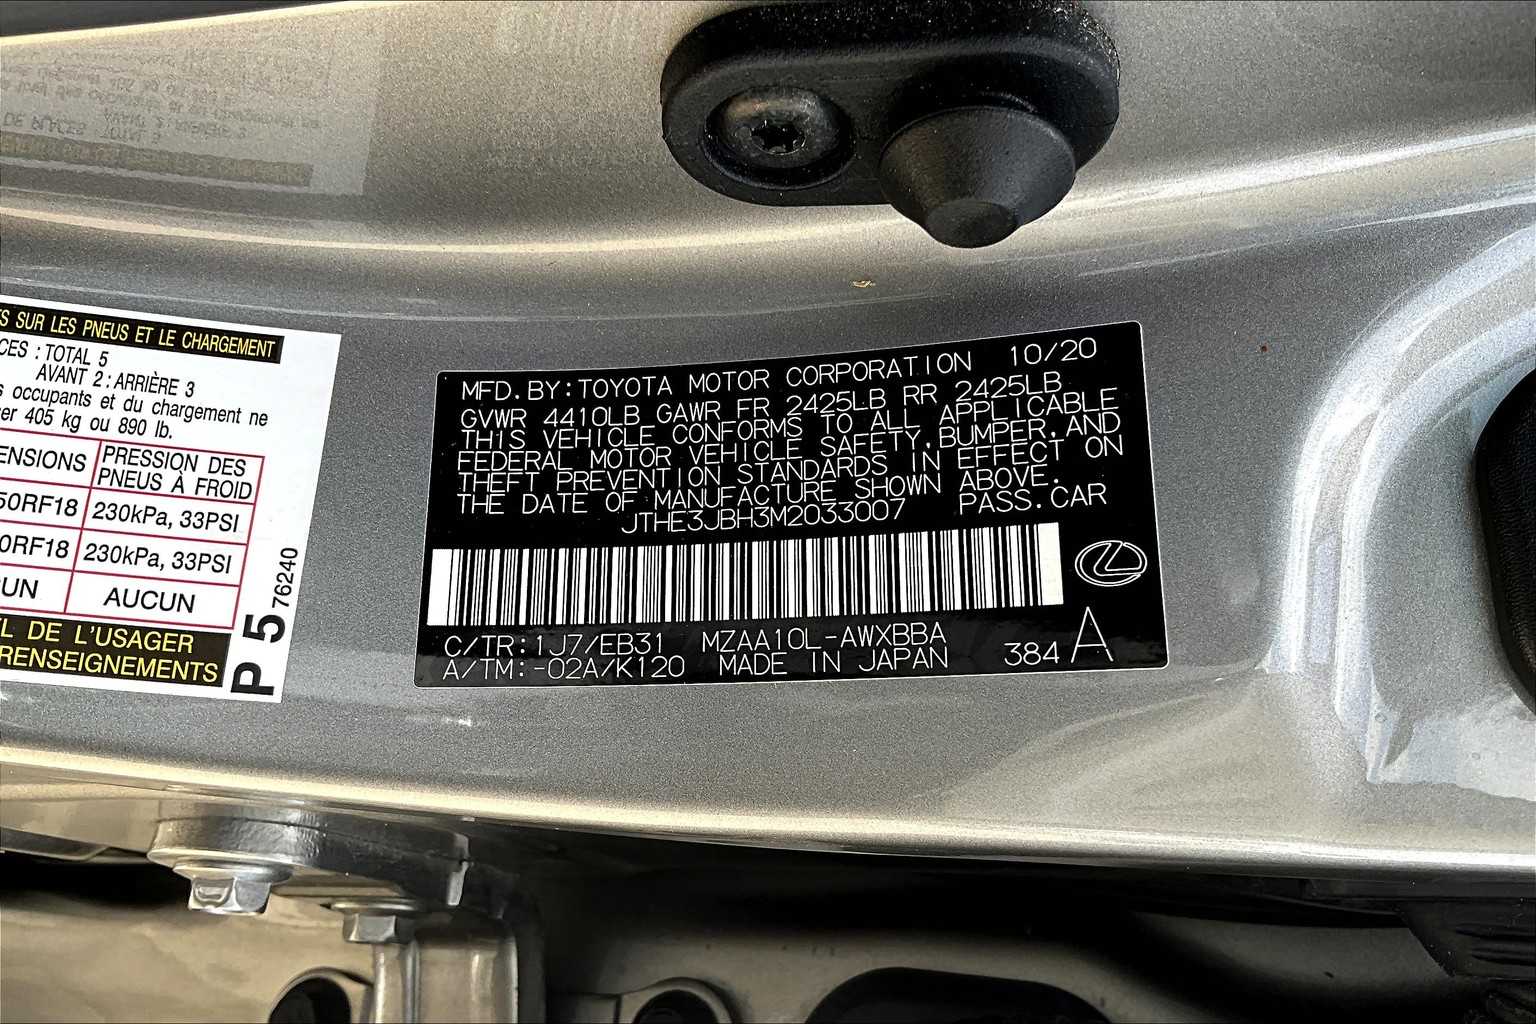 S SUR LES PNEUS ET LE CHARGEMENT
CES : TOTAL 5
AVANT 2 : ARRIÈRE 3
s occupants et du chargement ne
ser 405 kg ou 890 lb.
ENSIONS PRESSION DES PNEUS À FROID
50RF18 230kPa, 33PSI
0RF18 230kPa, 33PSI
CUN AUCUN
EL DE L'USAGER
RENSEIGNEMENTS
P 5 76240
MFD. BY: TOYOTA MOTOR CORPORATION 10/20
GVWR 4410LB GAWR FR 2425LB RR 2425LB
THIS VEHICLE CONFORMS TO ALL APPLICABLE
FEDERAL MOTOR VEHICLE SAFETY, BUMPER, AND
THEFT PREVENTION STANDARDS IN EFFECT ON
THE DATE OF MANUFACTURE SHOWN ABOVE.
JTHE3JBH3M2033007 PASS. CAR
C/TR: 1J7/EB31 MZAA10L-AWXBBA
A/TM: -02A/K120 MADE IN JAPAN 384 A